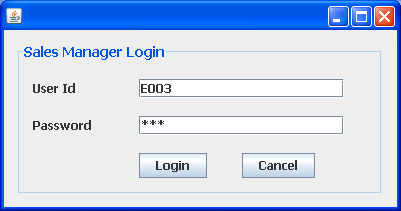 Sales Manager Login
User Id E003
Password ***
Login Cancel